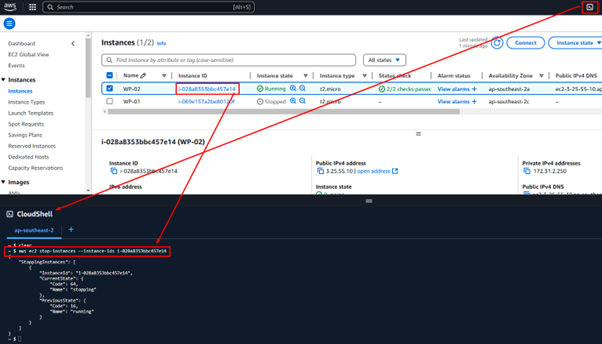 aws
Search
[Alt+S]
Dashboard
EC2 Global View
Events
Instances
Instances
Instance Types
Launch Templates
Spot Requests
Savings Plans
Reserved Instances
Dedicated Hosts
Capacity Reservations
Images
Instances (1/2) Info
Last updated
1 minute ago
Connect
Instance state
Find Instance by attribute or tag (case-sensitive)
All states
Name
Instance ID
Instance state
Instance type
Status check
Alarm status
Availability Zone
Public IPv4 DNS
WP-02
i-028a8353bbc457e14
Running
t2.micro
2/2 checks passed
View alarms +
ap-southeast-2a
ec2-3-25-55-10.ap
WP-01
Stopped
t2.micro
–
View alarms +
ap-southeast-2c
–
i-028a8353bbc457e14 (WP-02)
Instance ID
i-028a8353bbc457e14
IPv6 address
Public IPv4 address
3.25.55.10 | open address
Instance state
Running
Private IPv4 addresses
172.31.2.250
Public IPv4 DNS
CloudShell
ap-southeast-2
+
~ $ clear
~ $ aws ec2 stop-instances --instance-ids i-028a8353bbc457e14
{
"StoppingInstances": [
{
"InstanceId": "i-028a8353bbc457e14",
"CurrentState": {
"Code": 64,
"Name": "stopping"
},
"PreviousState": {
"Code": 16,
"Name": "running"
}
}
]
}
~ $